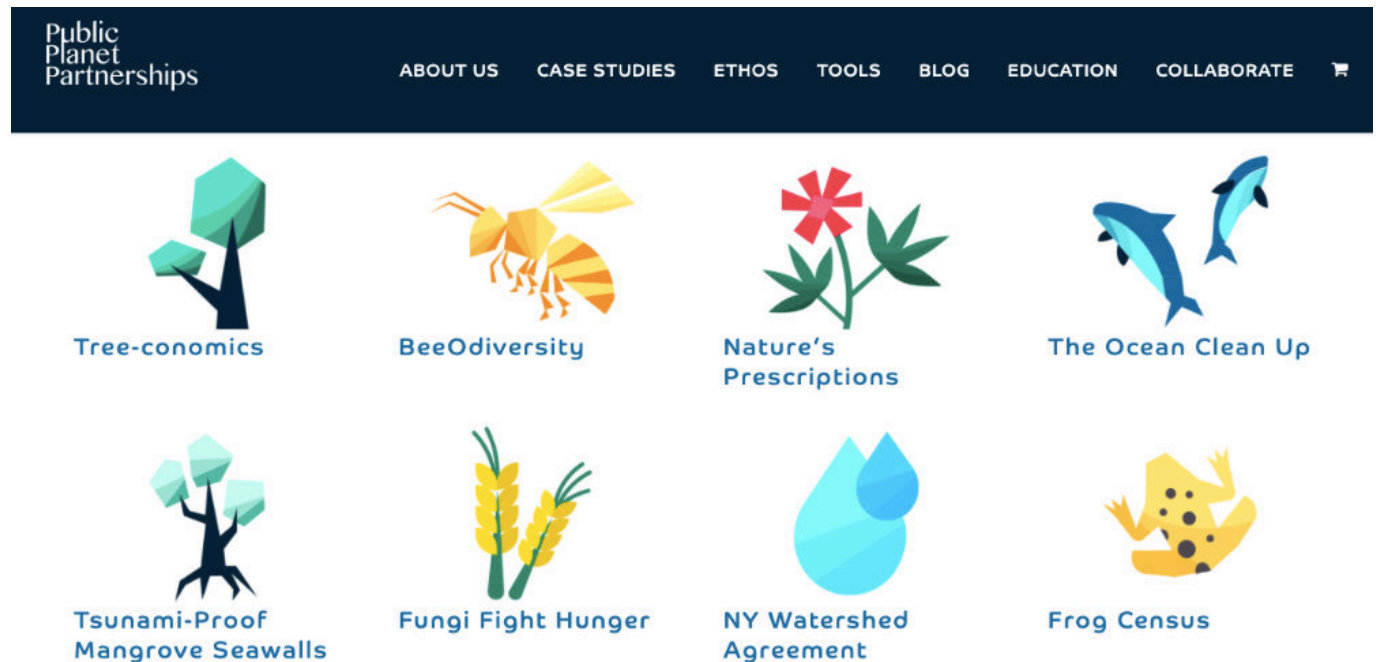 Public
Planet
Partnerships
ABOUT US CASE STUDIES ETHOS TOOLS BLOG EDUCATION COLLABORATE
Tree-conomics
BeeOdiversity
Nature's
Prescriptions
The Ocean Clean Up
Tsunami-Proof
Mangrove Seawalls
Fungi Fight Hunger
NY Watershed
Agreement
Frog Census